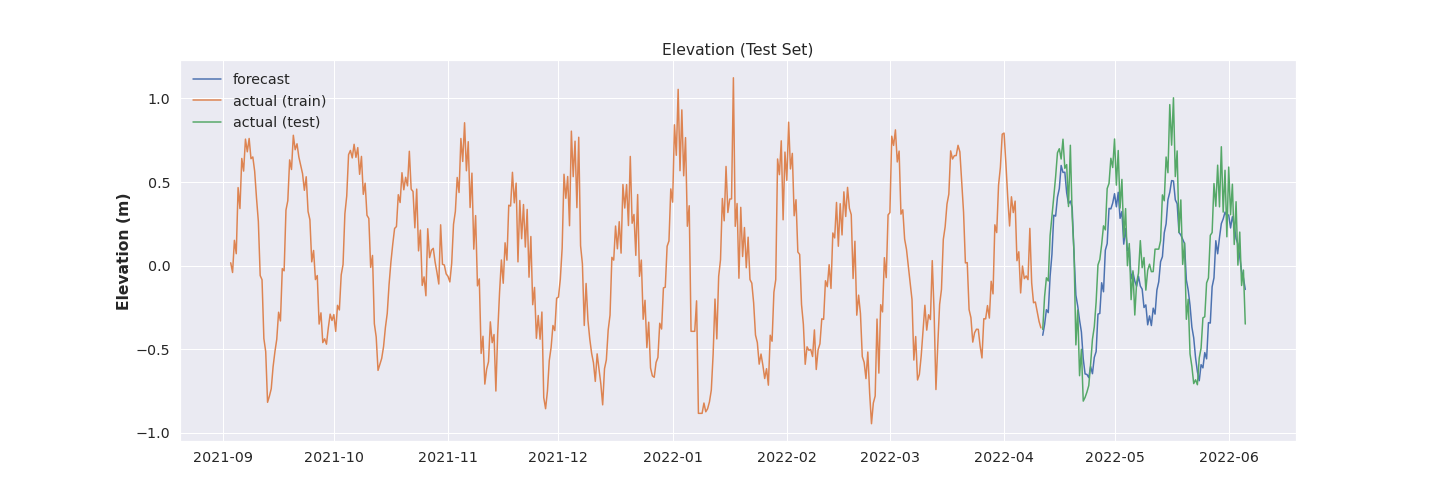 Elevation (Test Set)
forecast
actual (train)
actual (test)
Elevation (m)
1.0
0.5
0.0
−0.5
−1.0
2021-09 2021-10 2021-11 2021-12 2022-01 2022-02 2022-03 2022-04 2022-05 2022-06